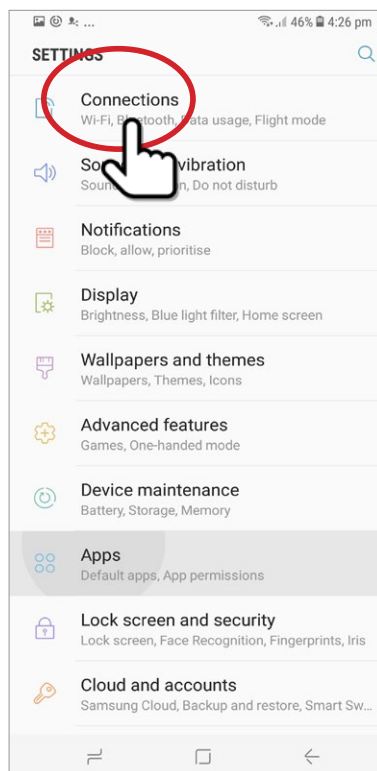 46% 4:26 pm
SETTINGS
Connections
Wi-Fi, Bluetooth, Data usage, Flight mode
vibration
Do not disturb
Notifications
Block, allow, prioritise
Display
Brightness, Blue light filter, Home screen
Wallpapers and themes
Wallpapers, Themes, Icons
Advanced features
Games, One-handed mode
Device maintenance
Battery, Storage, Memory
Apps
Default apps, App permissions
Lock screen and security
Lock screen, Face Recognition, Fingerprints, Iris
Cloud and accounts
Samsung Cloud, Backup and restore, Smart Sw...